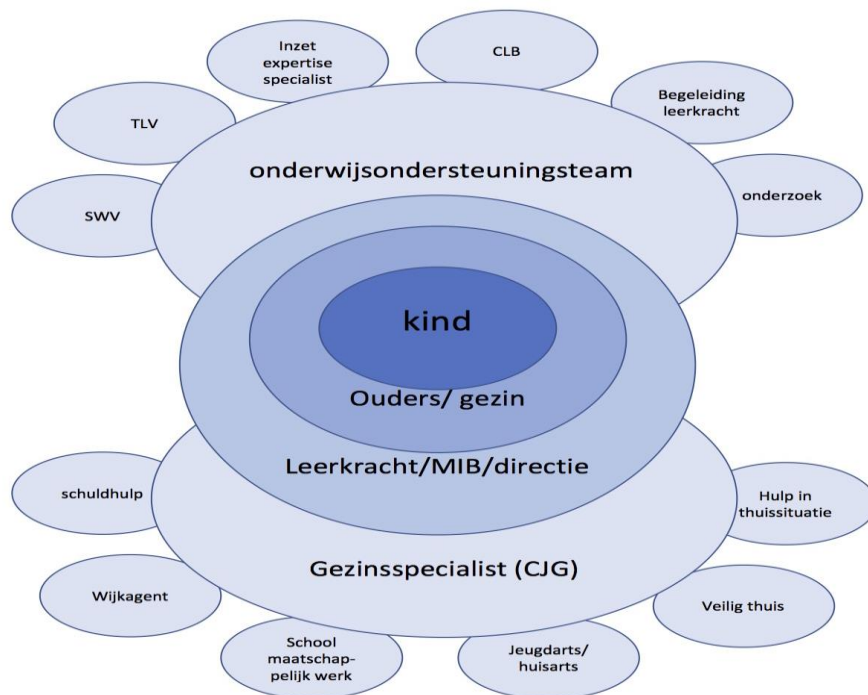 Inzet
expertise
specialist
CLB
Begeleiding
leerkracht
TLV
onderwijsondersteuningsteam
SWV
onderzoek
kind
Ouders/ gezin
Leerkracht/MIB/directie
schuldhulp
Hulp in
thuissituatie
Gezinsspecialist (CJG)
Wijkagent
Veilig thuis
School
maatschap-
pelijk werk
Jeugdarts/
huisarts